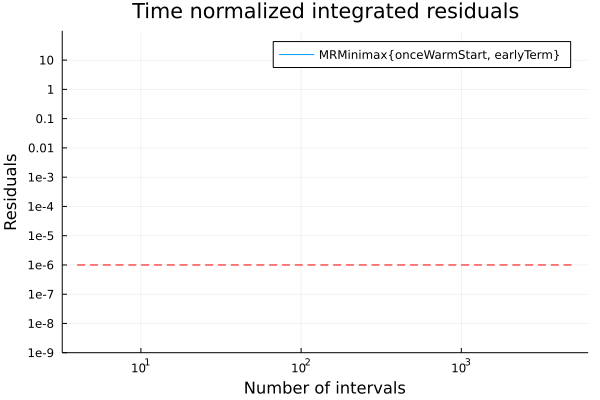 Time normalized integrated residuals
MRMinimax{onceWarmStart, earlyTerm}
Residuals
10
1
0.1
0.01
1e-3
1e-4
1e-5
1e-6
1e-7
1e-8
1e-9
10¹ 10² 10³
Number of intervals